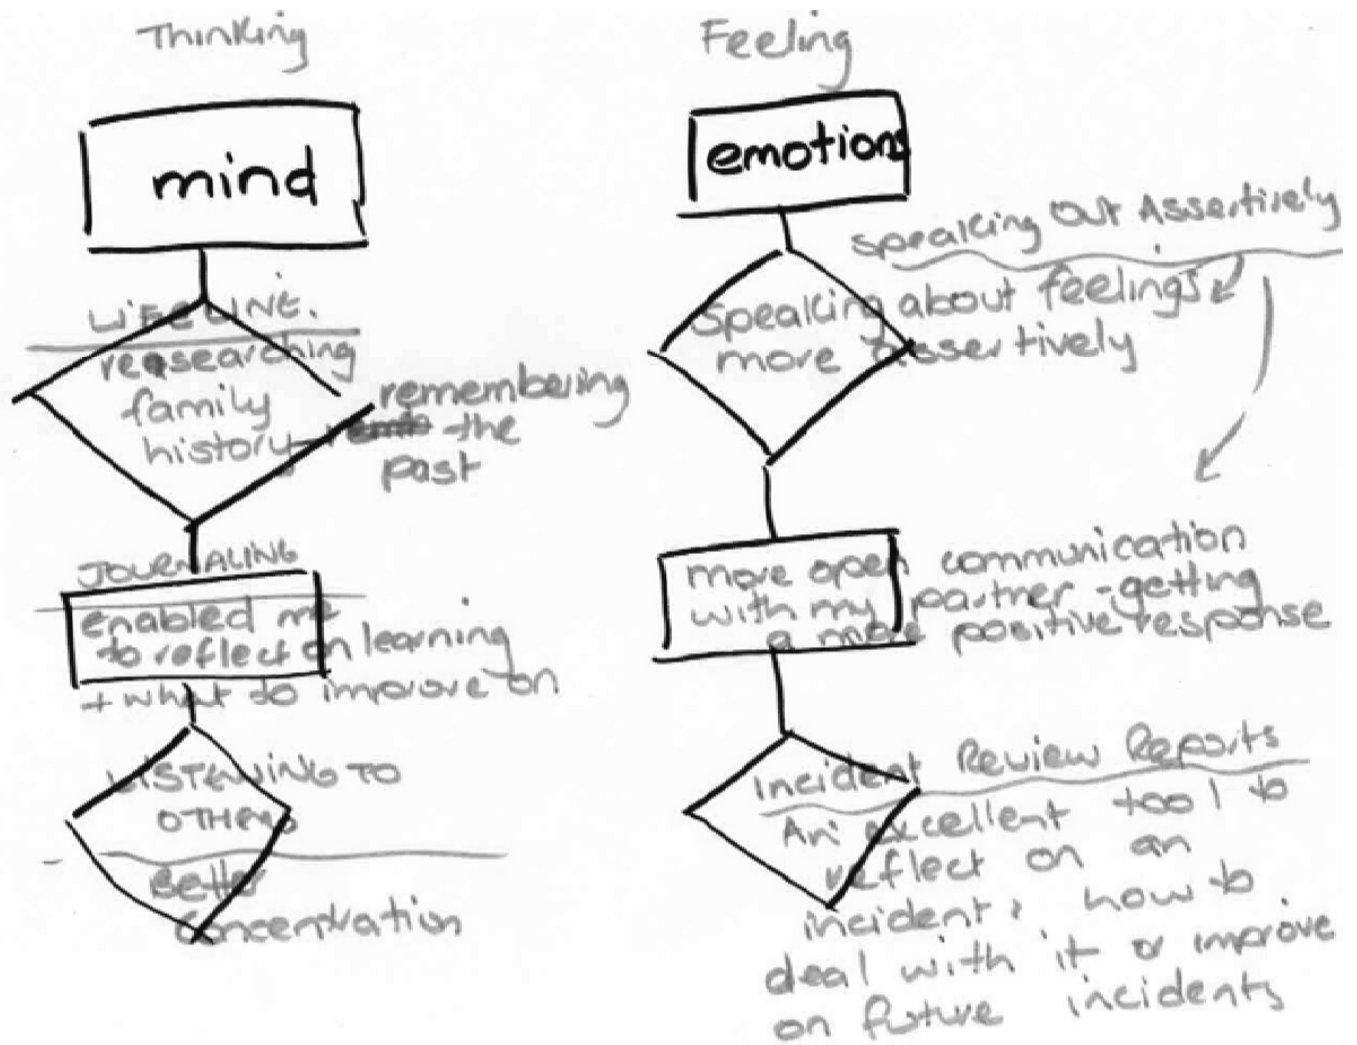 Thinking
mind
LIFE LINE.
researching
family
history - remembering
the
past
JOURNALING
enabled me
to reflect on learning
+ what to improve on
LISTENING TO
OTHERS
Better
concentration
Feeling
emotions
speaking out Assertively
Speaking about feelings
more assertively
more open communication
with my partner - getting
a more positive response
Incident Review Reports
An excellent tool to
reflect on an
incident, how to
deal with it or improve
on future incidents